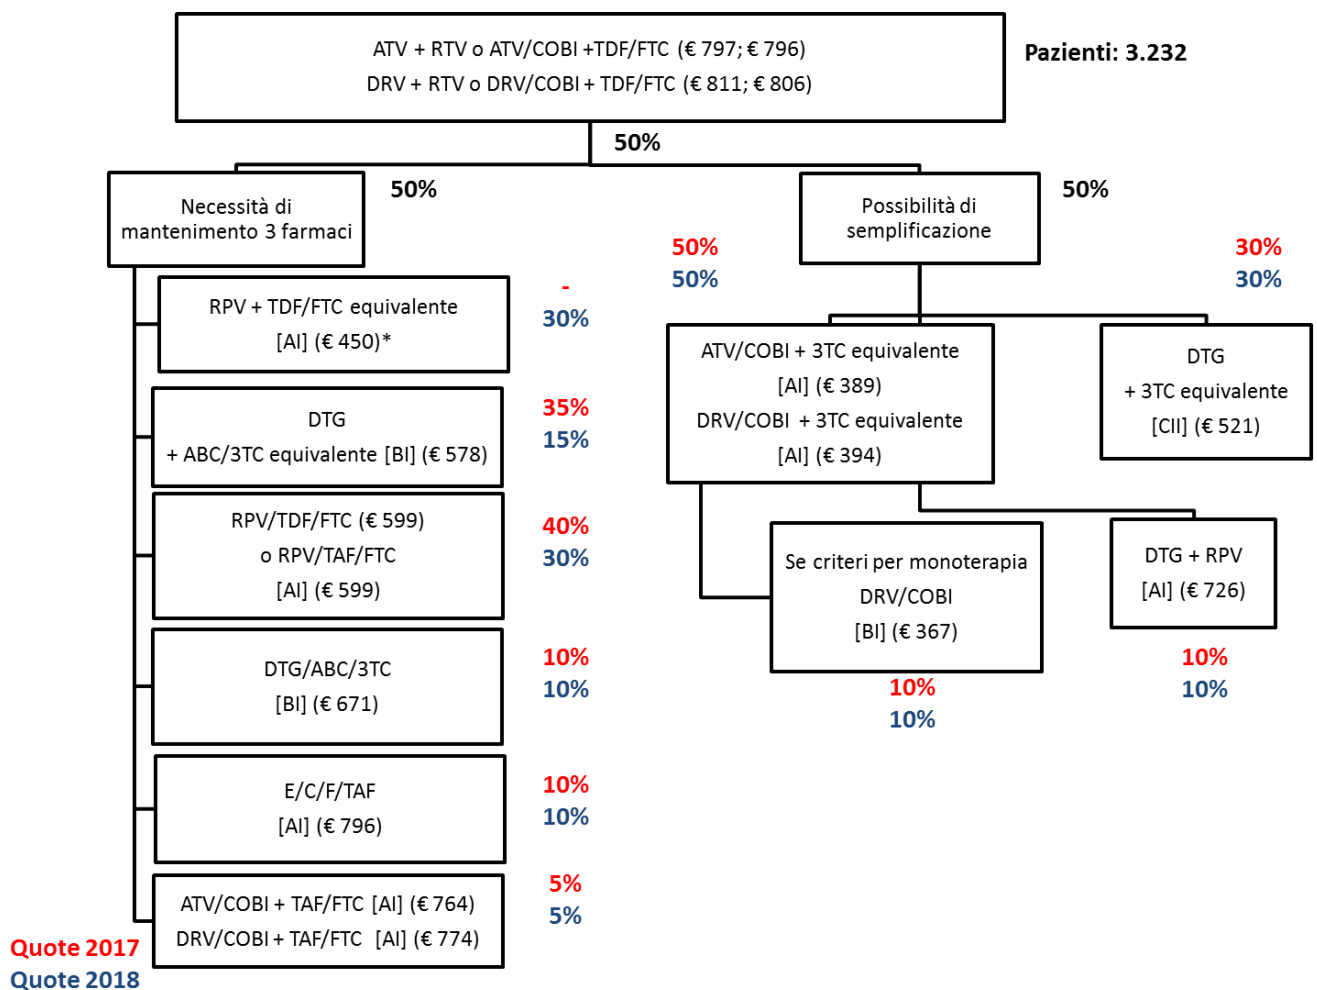 ATV + RTV o ATV/COBI +TDF/FTC (€ 797; € 796)
DRV + RTV o DRV/COBI + TDF/FTC (€ 811; € 806)
Pazienti: 3.232
50%
Necessità di
mantenimento 3 farmaci
50%
Possibilità di
semplificazione
50%
RPV + TDF/FTC equivalente
[AI] (€ 450)*
-
30%
DTG
+ ABC/3TC equivalente [BI] (€ 578)
35%
15%
RPV/TDF/FTC (€ 599)
o RPV/TAF/FTC
[AI] (€ 599)
40%
30%
DTG/ABC/3TC
[BI] (€ 671)
10%
10%
E/C/F/TAF
[AI] (€ 796)
10%
10%
ATV/COBI + TAF/FTC [AI] (€ 764)
DRV/COBI + TAF/FTC [AI] (€ 774)
5%
5%
50%
50%
ATV/COBI + 3TC equivalente
[AI] (€ 389)
DRV/COBI + 3TC equivalente
[AI] (€ 394)
30%
30%
DTG
+ 3TC equivalente
[CII] (€ 521)
Se criteri per monoterapia
DRV/COBI
[BI] (€ 367)
10%
10%
DTG + RPV
[AI] (€ 726)
10%
10%
Quote 2017
Quote 2018